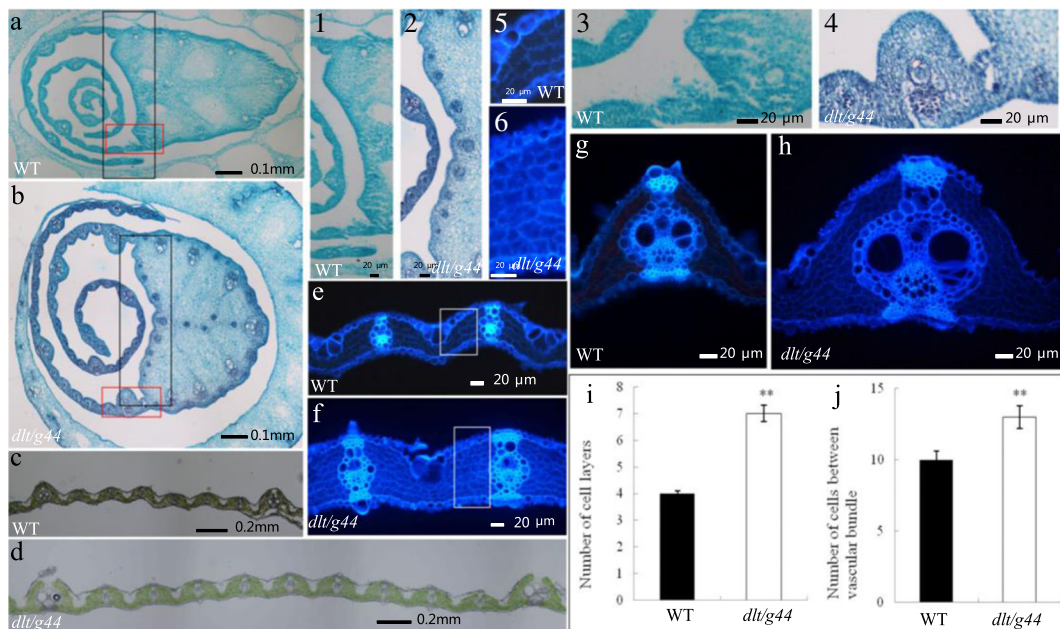 a
WT
0.1mm
1
WT
20 μm
2
dlt/g44
20 μm
5
20 μm
WT
6
dlt/g44
20 μm
3
WT
20 μm
4
dlt/g44
20 μm
b
dlt/g44
0.1mm
e
WT
20 μm
f
dlt/g44
20 μm
g
WT
20 μm
h
dlt/g44
20 μm
c
WT
0.2mm
d
dlt/g44
0.2mm
i
Number of cell layers
8
7
6
5
4
3
2
1
0
**
WT
dlt/g44
j
Number of cells between
vascular bundle
15
10
5
0
**
WT
dlt/g44